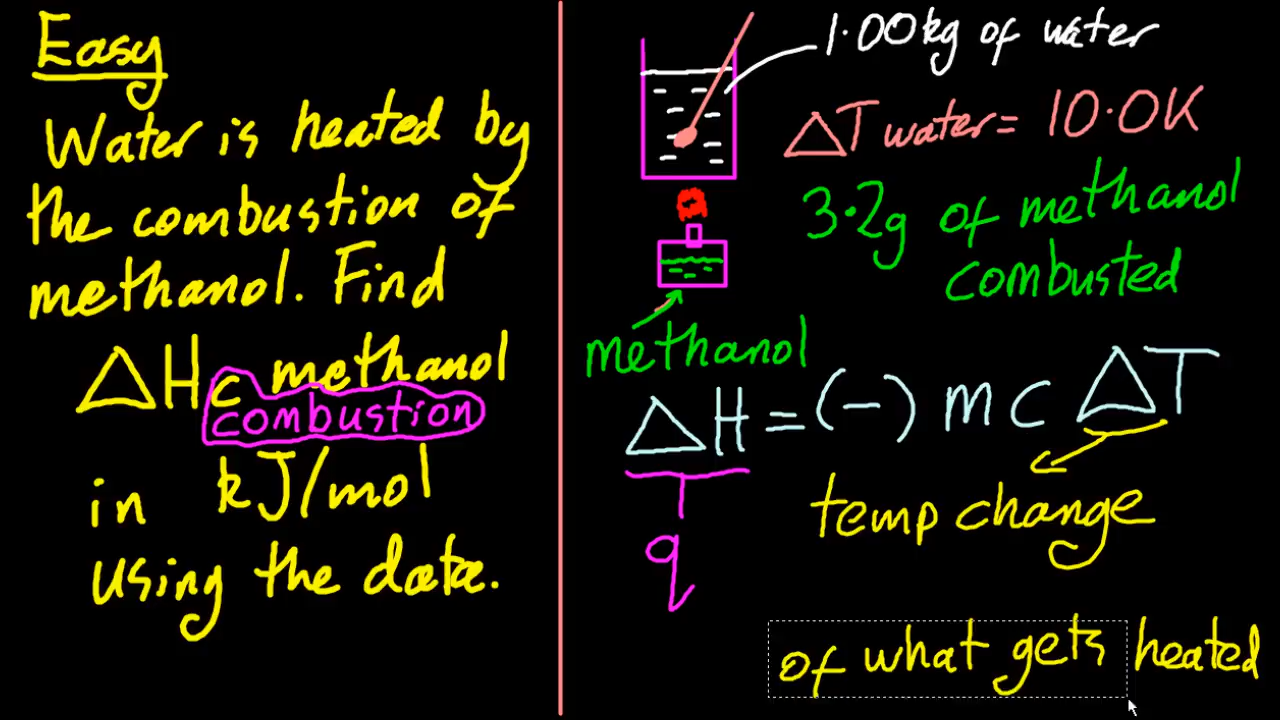 Easy
Water is heated by
the combustion of
methanol. Find
ΔHc methanol
combustion
in kJ/mol
using the data.
1.00kg of water
ΔT water = 10.0K
3.2g of methanol
combusted
methanol
ΔH = (-) m c ΔT
temp change
q
of what gets heated